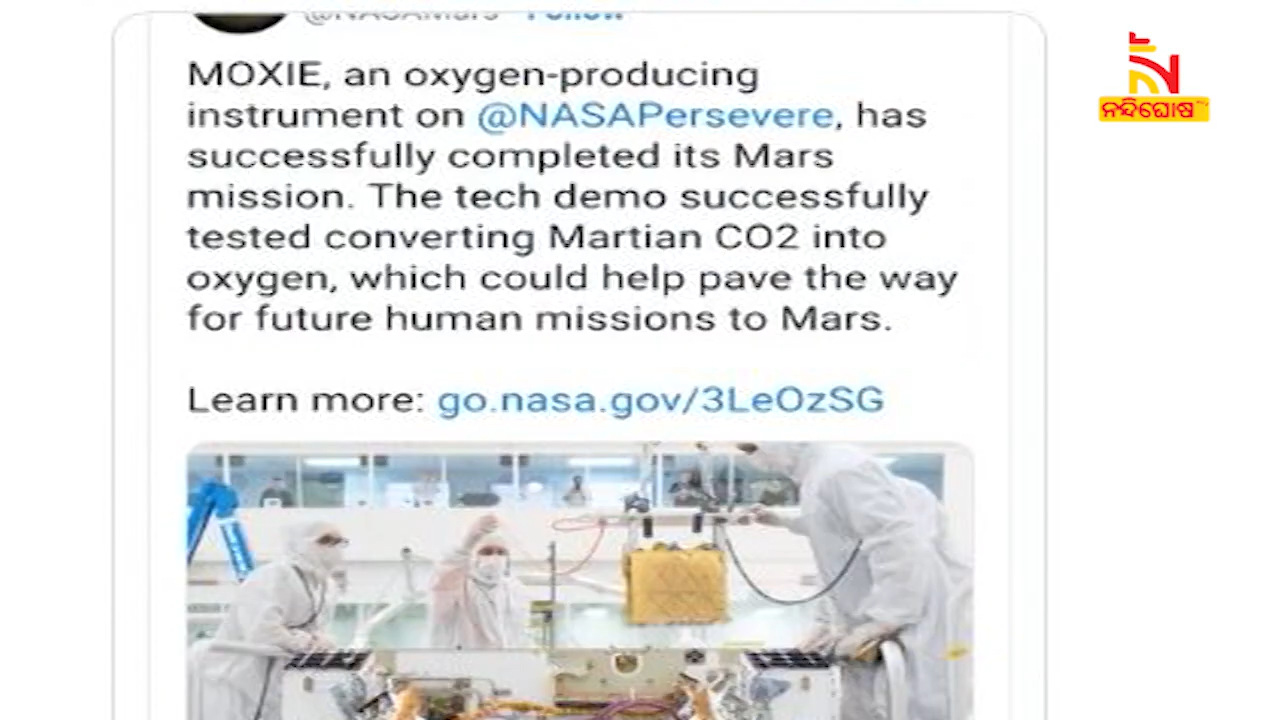 @NASAMars Follow
MOXIE, an oxygen-producing
instrument on @NASAPersevere, has
successfully completed its Mars
mission. The tech demo successfully
tested converting Martian CO2 into
oxygen, which could help pave the way
for future human missions to Mars.
Learn more: go.nasa.gov/3LeOzSG
ନନ୍ଦିଘୋଷ